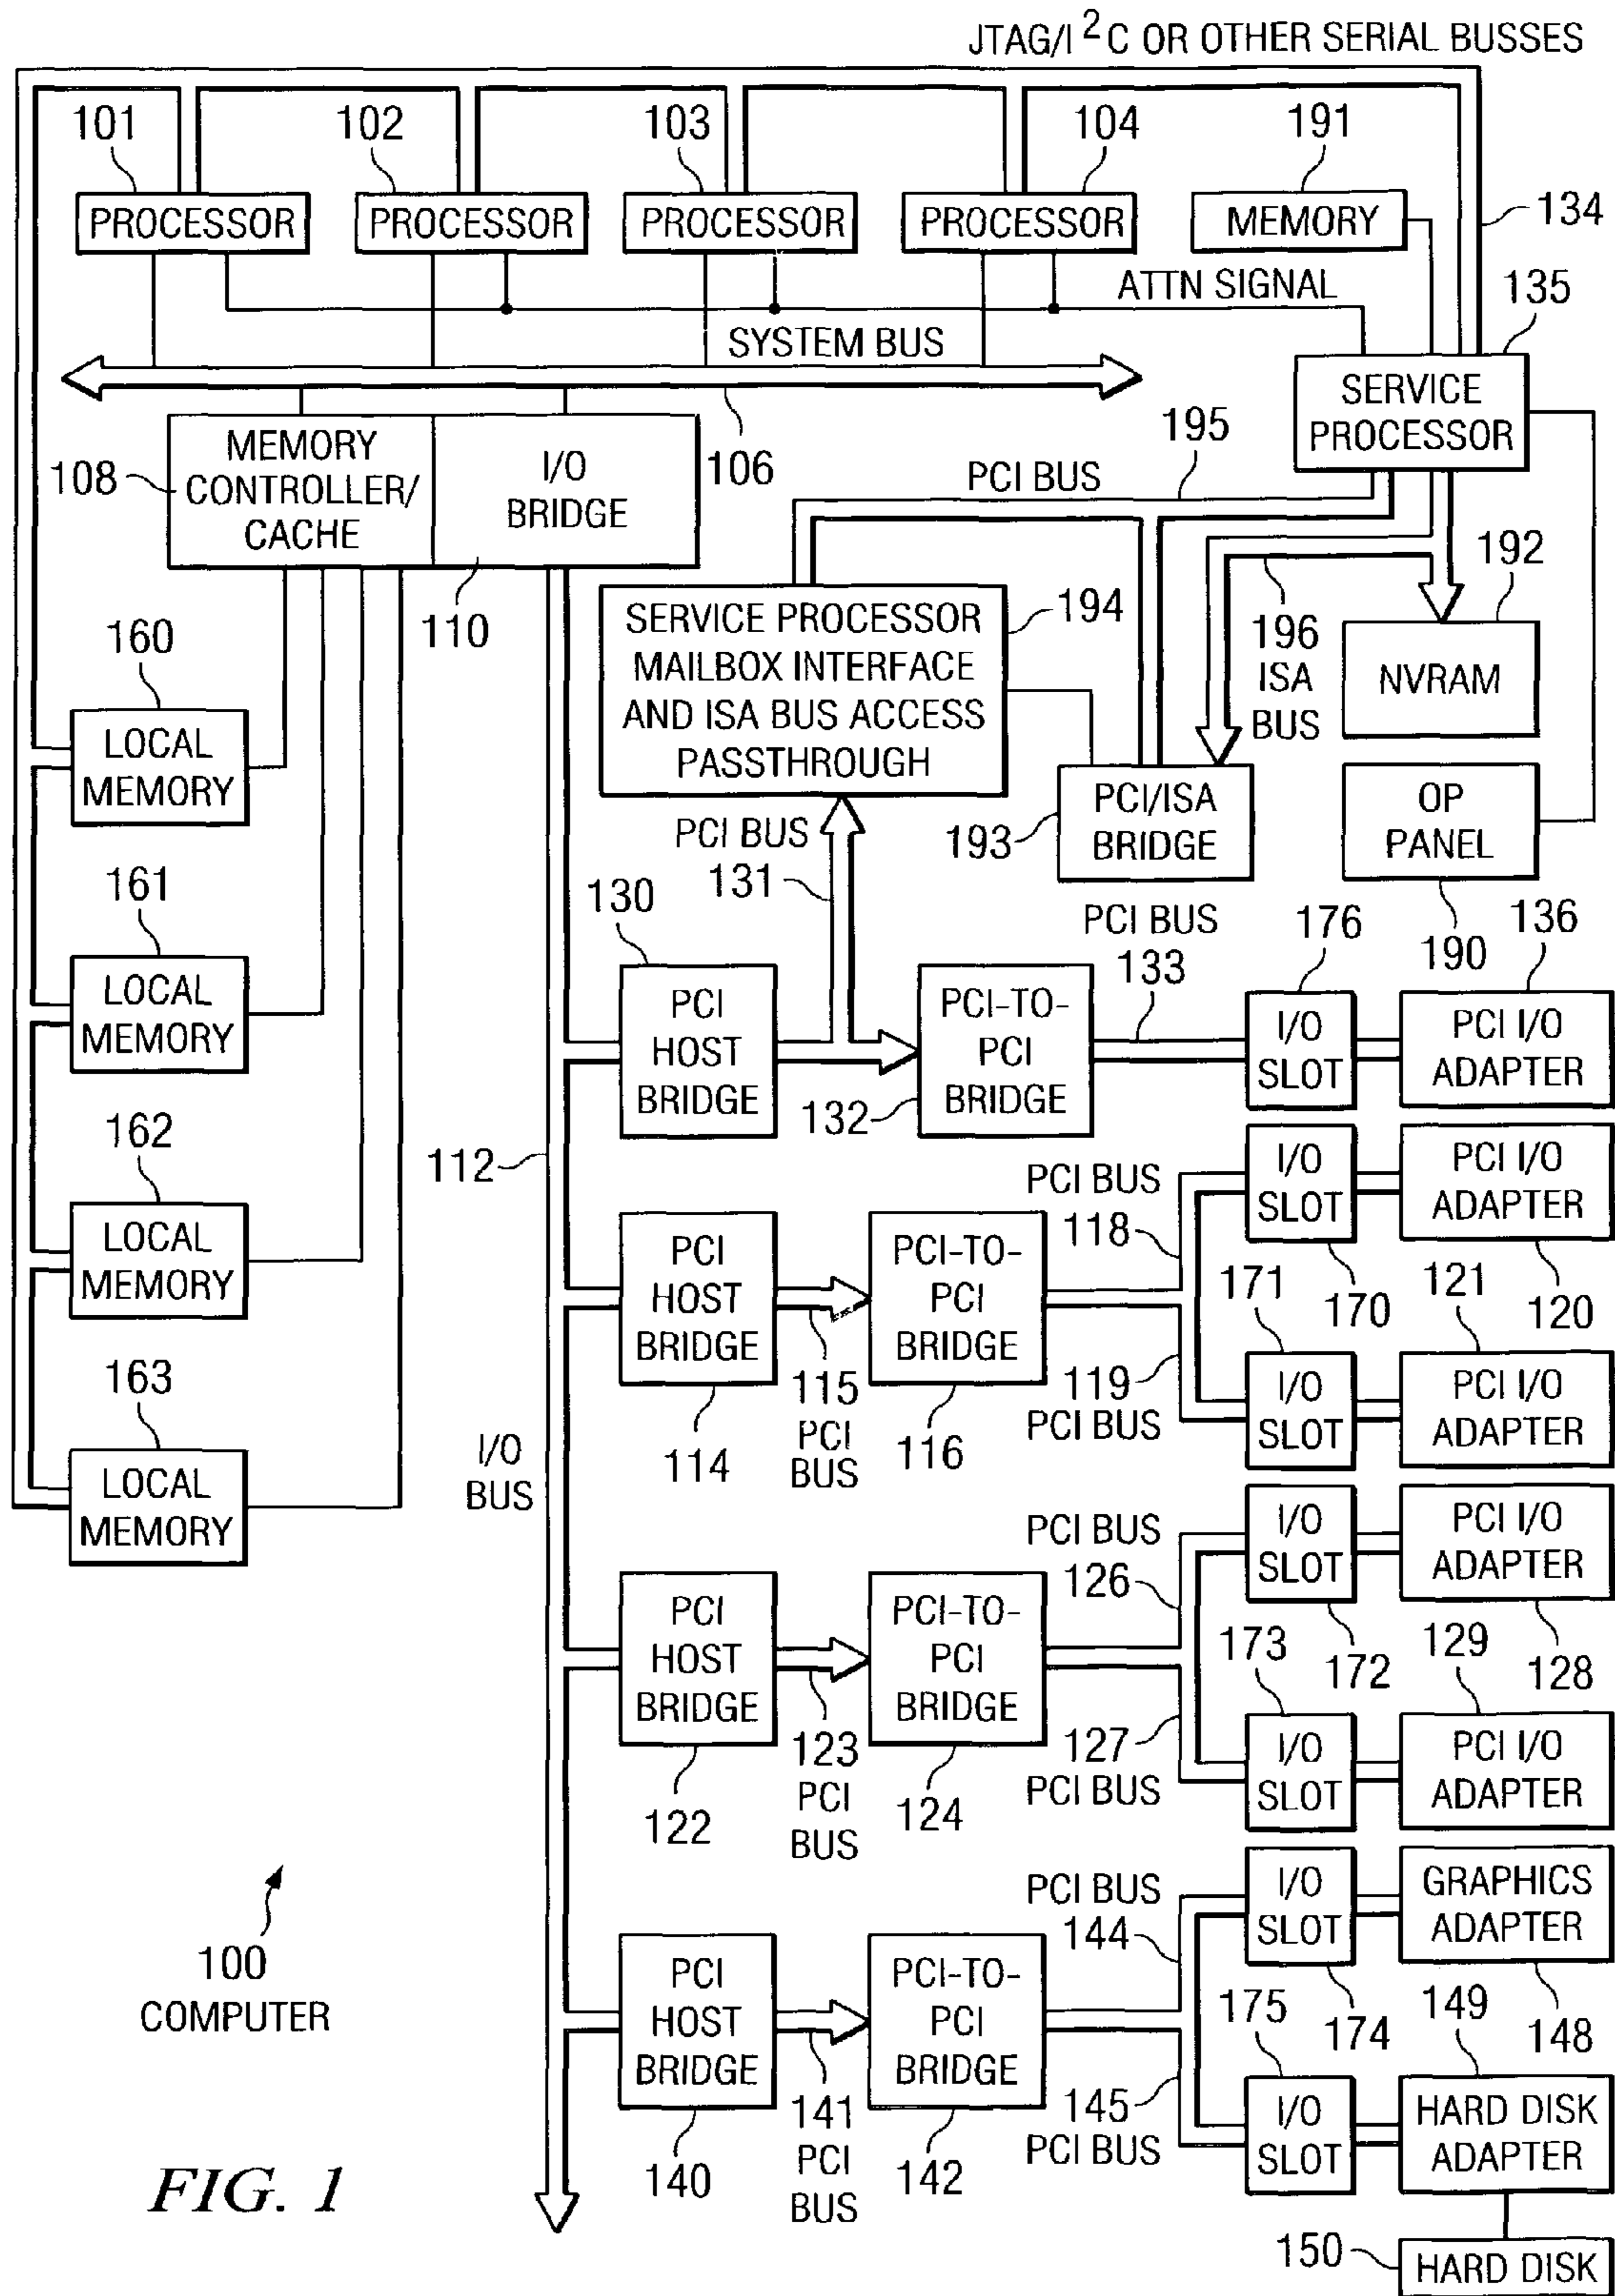 JTAG/I 2C OR OTHER SERIAL BUSSES
101
102
103
104
191
PROCESSOR
PROCESSOR
PROCESSOR
PROCESSOR
MEMORY
134
ATTN SIGNAL
135
SYSTEM BUS
SERVICE
PROCESSOR
MEMORY
CONTROLLER/
CACHE
108
I/O
BRIDGE
106
195
PCI BUS
110
192
194
SERVICE PROCESSOR
MAILBOX INTERFACE
AND ISA BUS ACCESS
PASSTHROUGH
196
ISA
BUS
NVRAM
160
LOCAL
MEMORY
PCI BUS
131
193
PCI/ISA
BRIDGE
OP
PANEL
190
161
LOCAL
MEMORY
130
PCI
HOST
BRIDGE
132
PCI-TO-
PCI
BRIDGE
PCI BUS
133
176
I/O
SLOT
136
PCI I/O
ADAPTER
162
LOCAL
MEMORY
112
PCI
HOST
BRIDGE
114
115
PCI
BUS
PCI-TO-
PCI
BRIDGE
116
PCI BUS
118
I/O
SLOT
170
PCI I/O
ADAPTER
120
119
PCI BUS
171
I/O
SLOT
121
PCI I/O
ADAPTER
163
LOCAL
MEMORY
I/O
BUS
PCI
HOST
BRIDGE
122
123
PCI
BUS
PCI-TO-
PCI
BRIDGE
124
PCI BUS
126
I/O
SLOT
172
PCI I/O
ADAPTER
128
127
PCI BUS
173
I/O
SLOT
129
PCI I/O
ADAPTER
100
COMPUTER
PCI
HOST
BRIDGE
140
141
PCI
BUS
PCI-TO-
PCI
BRIDGE
142
PCI BUS
144
I/O
SLOT
174
GRAPHICS
ADAPTER
148
145
PCI BUS
175
I/O
SLOT
149
HARD DISK
ADAPTER
150
HARD DISK
FIG. 1